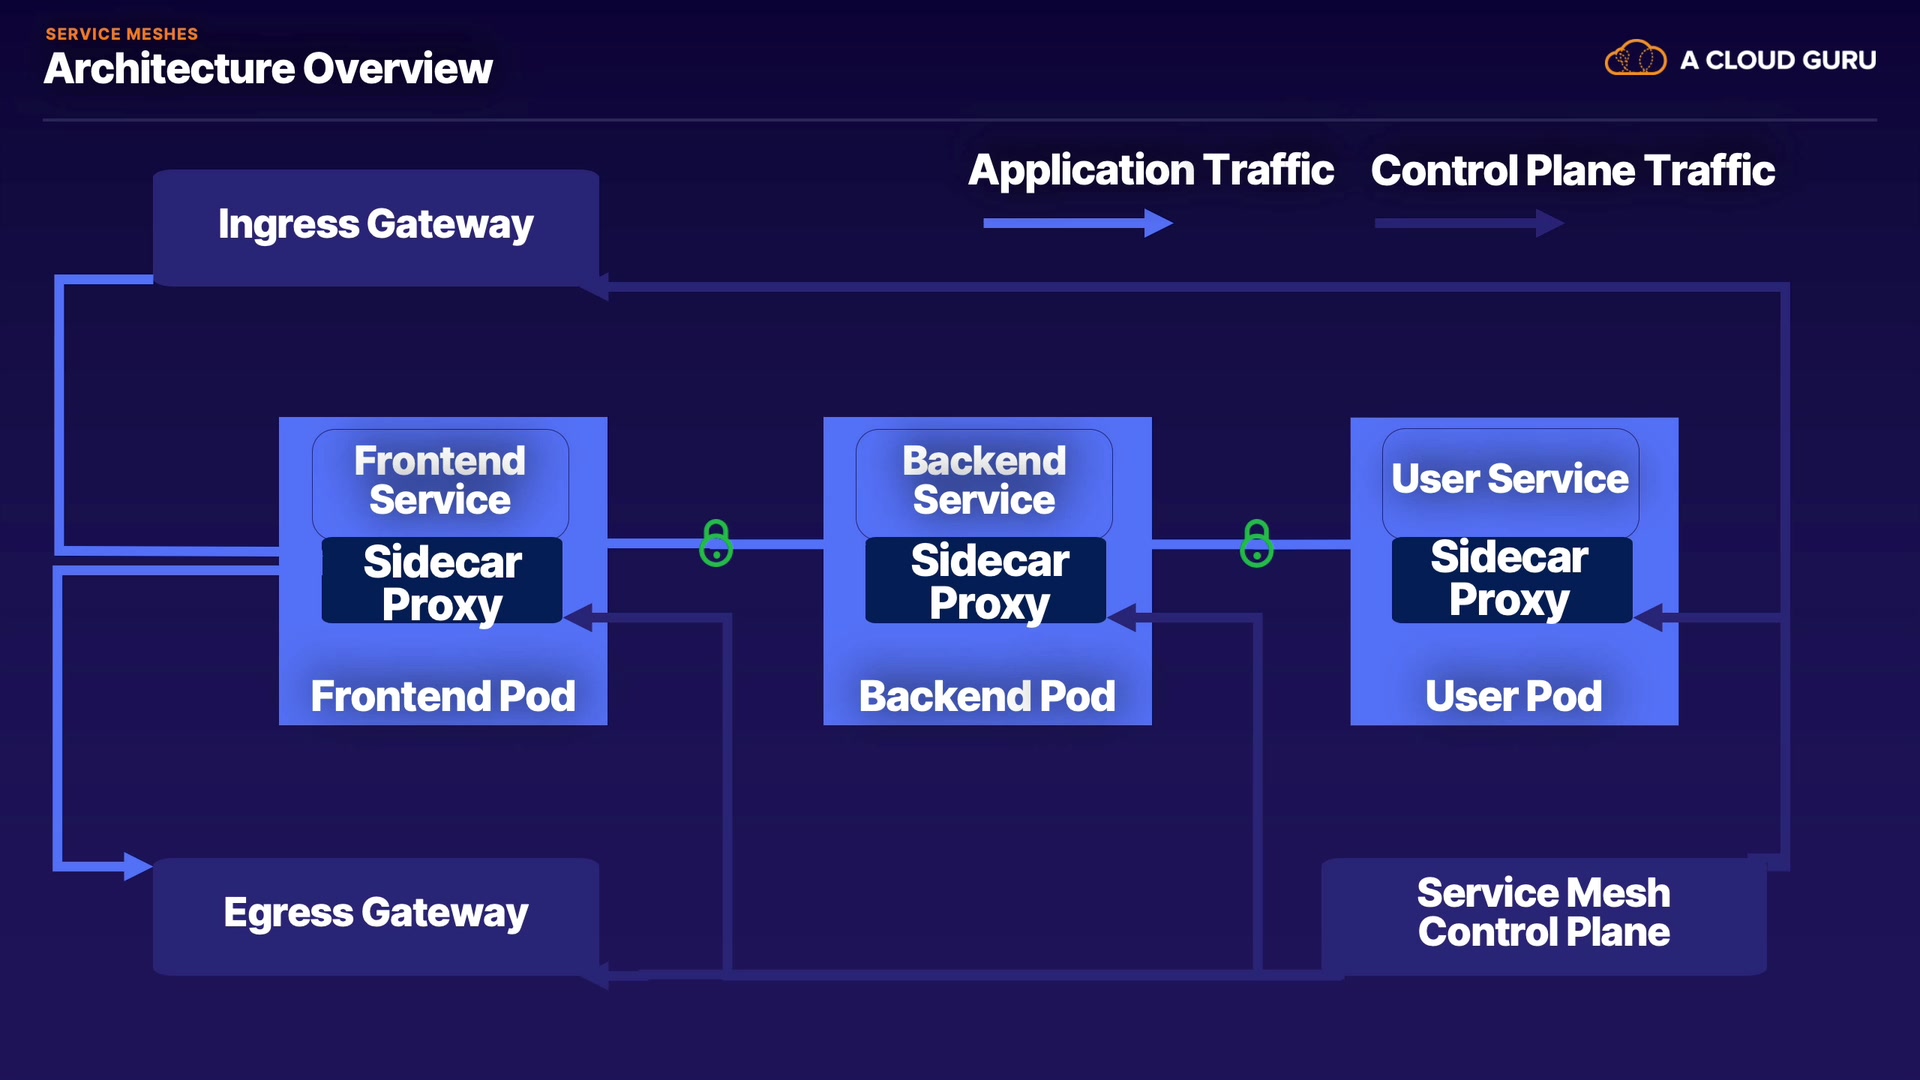 SERVICE MESHES
Architecture Overview
A CLOUD GURU
Application Traffic
Control Plane Traffic
Ingress Gateway
Frontend
Service
Sidecar
Proxy
Frontend Pod
Backend
Service
Sidecar
Proxy
Backend Pod
User Service
Sidecar
Proxy
User Pod
Egress Gateway
Service Mesh
Control Plane